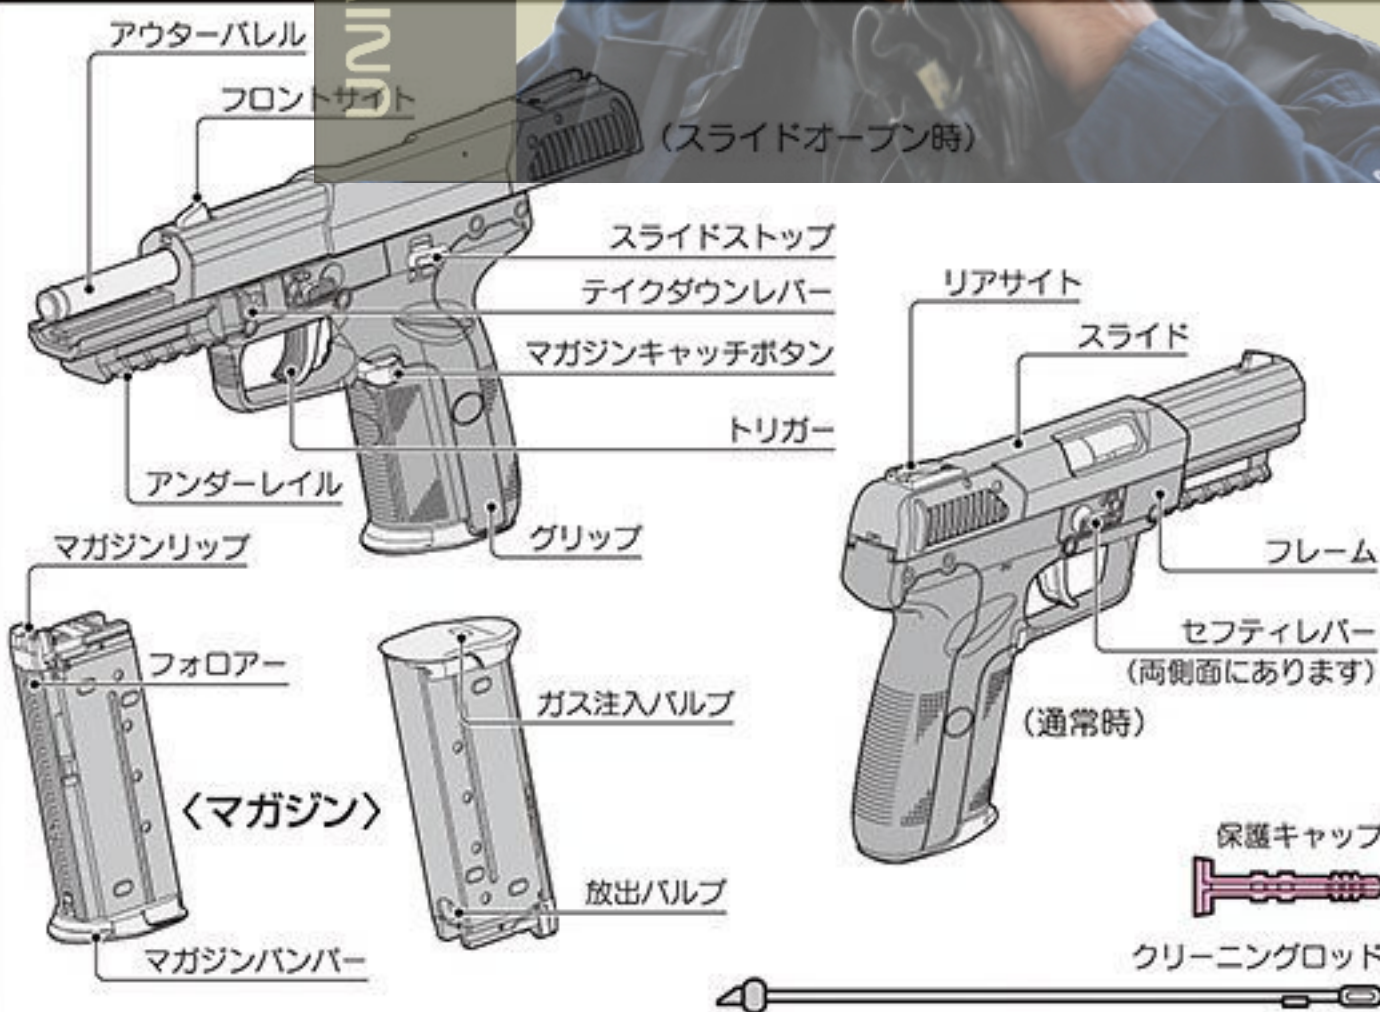 アウターバレル
フロントサイト
UNI
(スライドオープン時)
スライドストップ
テイクダウンレバー
マガジンキャッチボタン
トリガー
アンダーレイル
グリップ
リアサイト
スライド
フレーム
セフティレバー
(両側面にあります)
(通常時)
マガジンリップ
フォロアー
〈マガジン〉
ガス注入バルブ
放出バルブ
マガジンバンパー
保護キャップ
クリーニングロッド